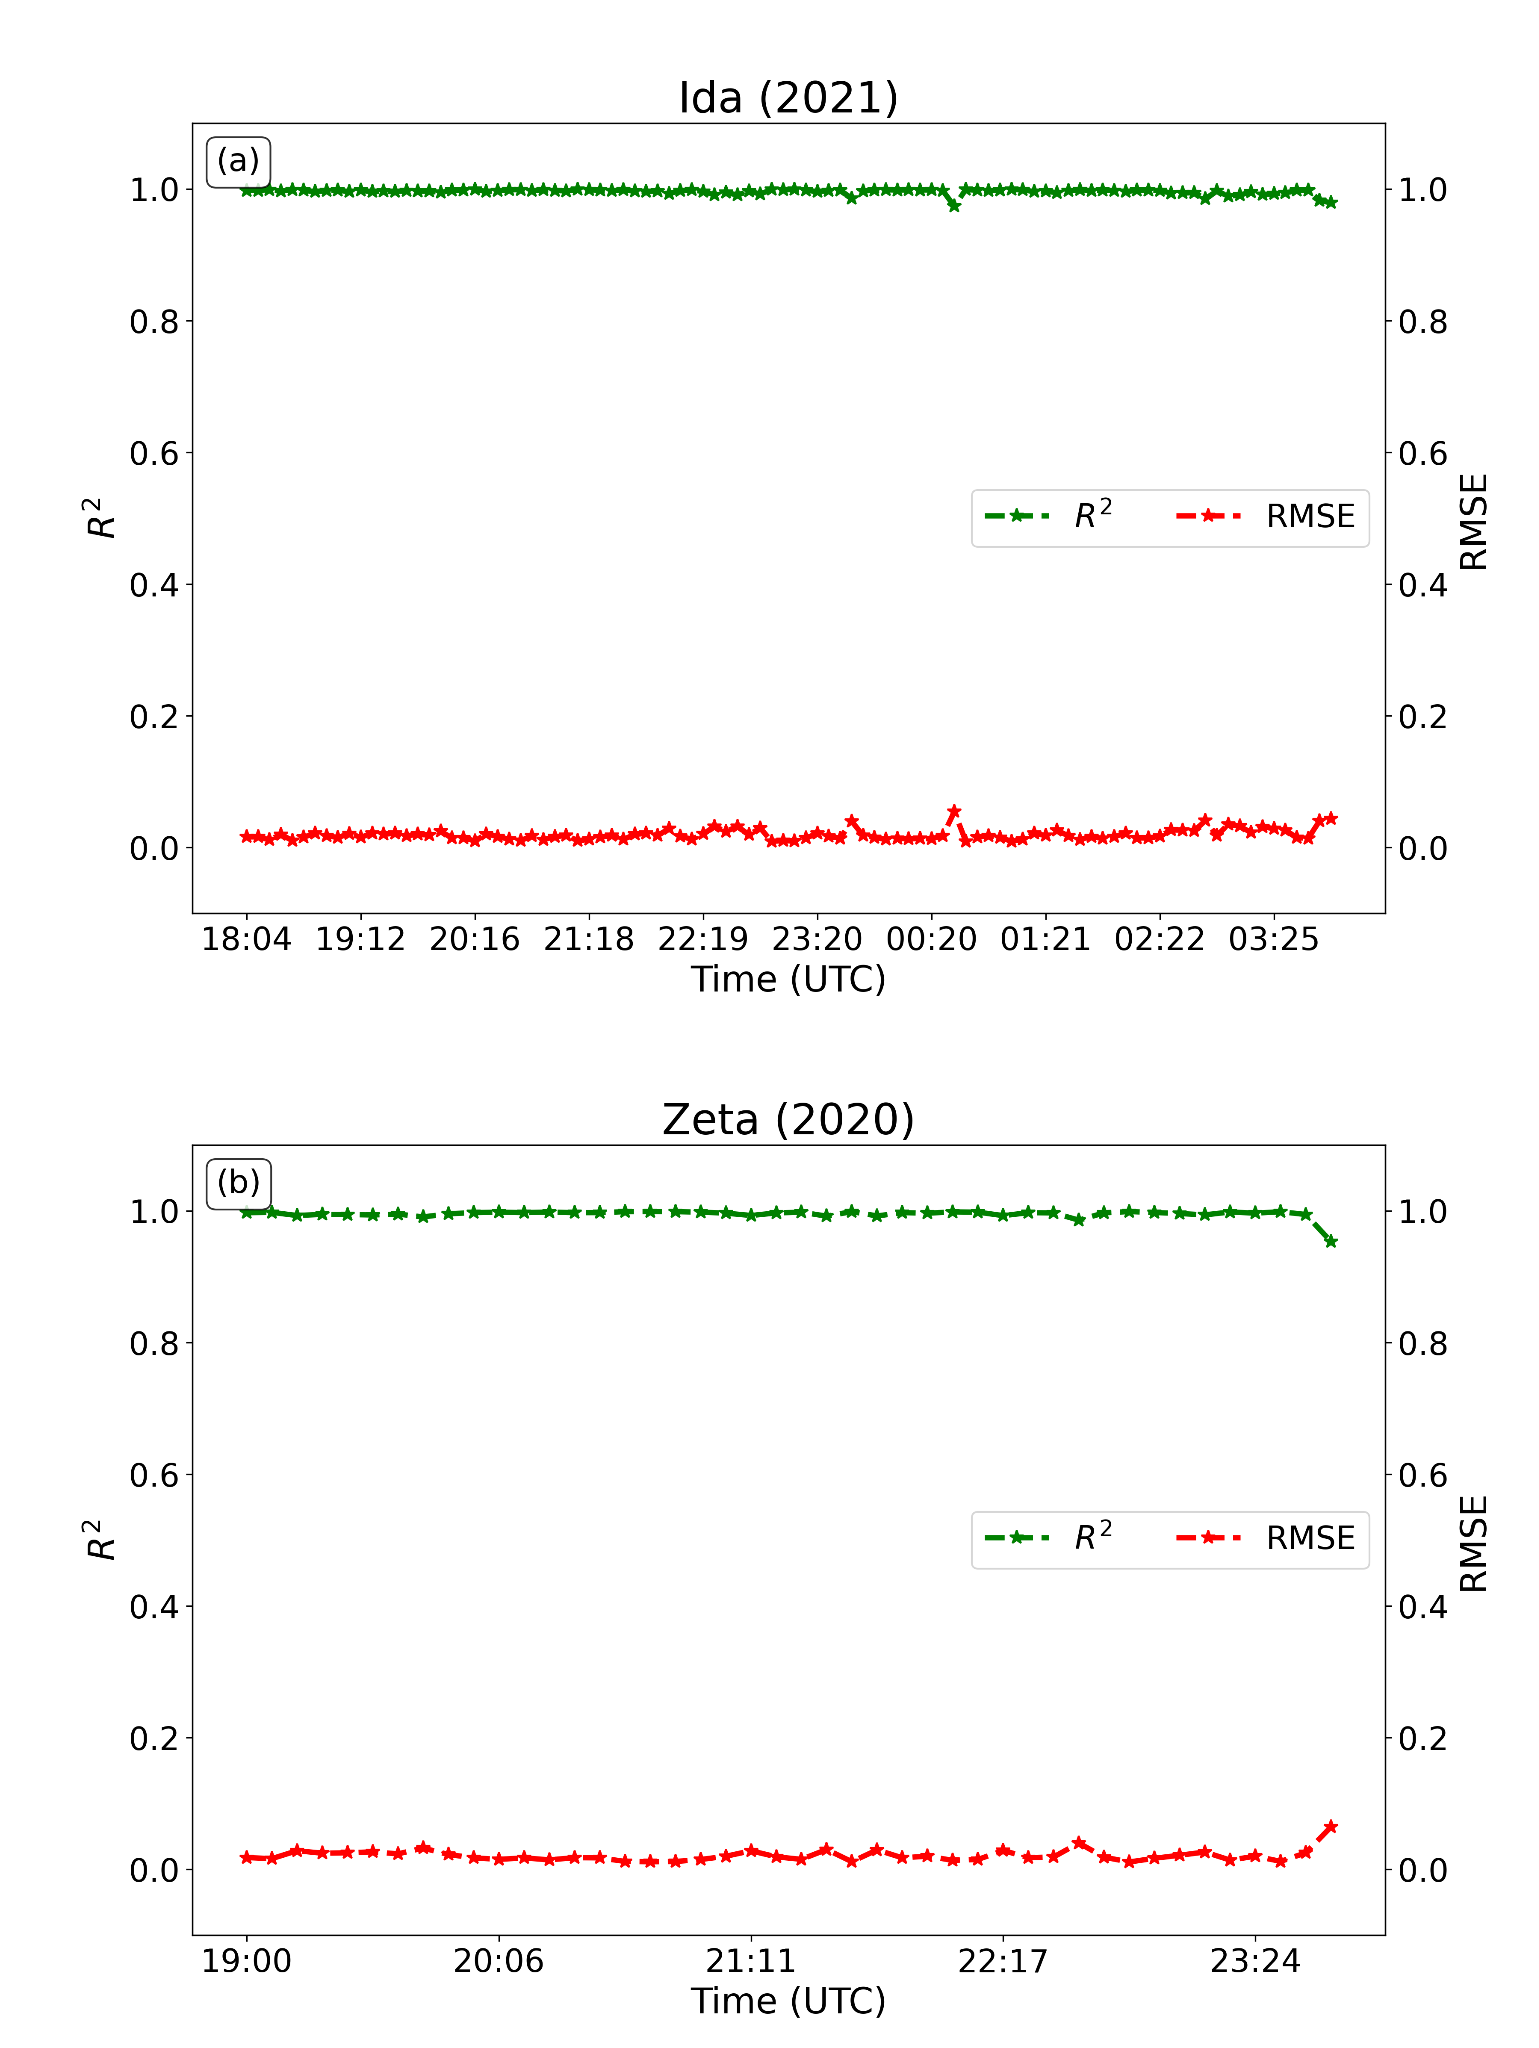 Ida (2021)
(a)
1.0 1.0
0.8 0.8
0.6 0.6
R² RMSE
R² RMSE
0.4 0.4
0.2 0.2
0.0 0.0
18:04 19:12 20:16 21:18 22:19 23:20 00:20 01:21 02:22 03:25
Time (UTC)
Zeta (2020)
(b)
1.0 1.0
0.8 0.8
0.6 0.6
R² RMSE
R² RMSE
0.4 0.4
0.2 0.2
0.0 0.0
19:00 20:06 21:11 22:17 23:24
Time (UTC)